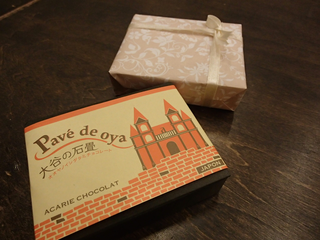 Pavé de oya
大谷の石畳
ACARIE CHOCOLAT
JAPON